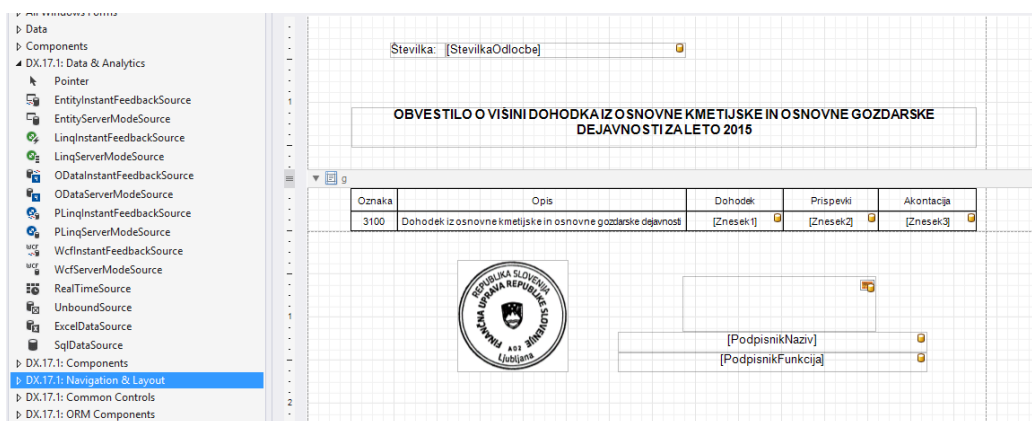 Data
Components
DX.17.1: Data & Analytics
Pointer
EntityInstantFeedbackSource
EntityServerModeSource
LinqInstantFeedbackSource
LinqServerModeSource
ODataInstantFeedbackSource
ODataServerModeSource
PLinqInstantFeedbackSource
PLinqServerModeSource
WcfInstantFeedbackSource
WcfServerModeSource
RealTimeSource
UnboundSource
ExcelDataSource
SqlDataSource
DX.17.1: Components
DX.17.1: Navigation & Layout
DX.17.1: Common Controls
DX.17.1: ORM Components
1
1
2
Številka: [StevilkaOdlocbe]
OBVESTILO O VIŠINI DOHODKA IZ OSNOVNE KMETIJSKE IN OSNOVNE GOZDARSKE
DEJAVNOSTI ZA LETO 2015
g
Oznaka Opis Dohodek Prispevki Akontacija
3100 Dohodek iz osnovne kmetijske in osnovne gozdarske dejavnosti [Znesek1] [Znesek2] [Znesek3]
REPUBLIKA SLOVENIJA
FINANČNA UPRAVA REPUBLIKE SLOVENIJE
A02
Ljubljana
[PodpisnikNaziv]
[PodpisnikFunkcija]